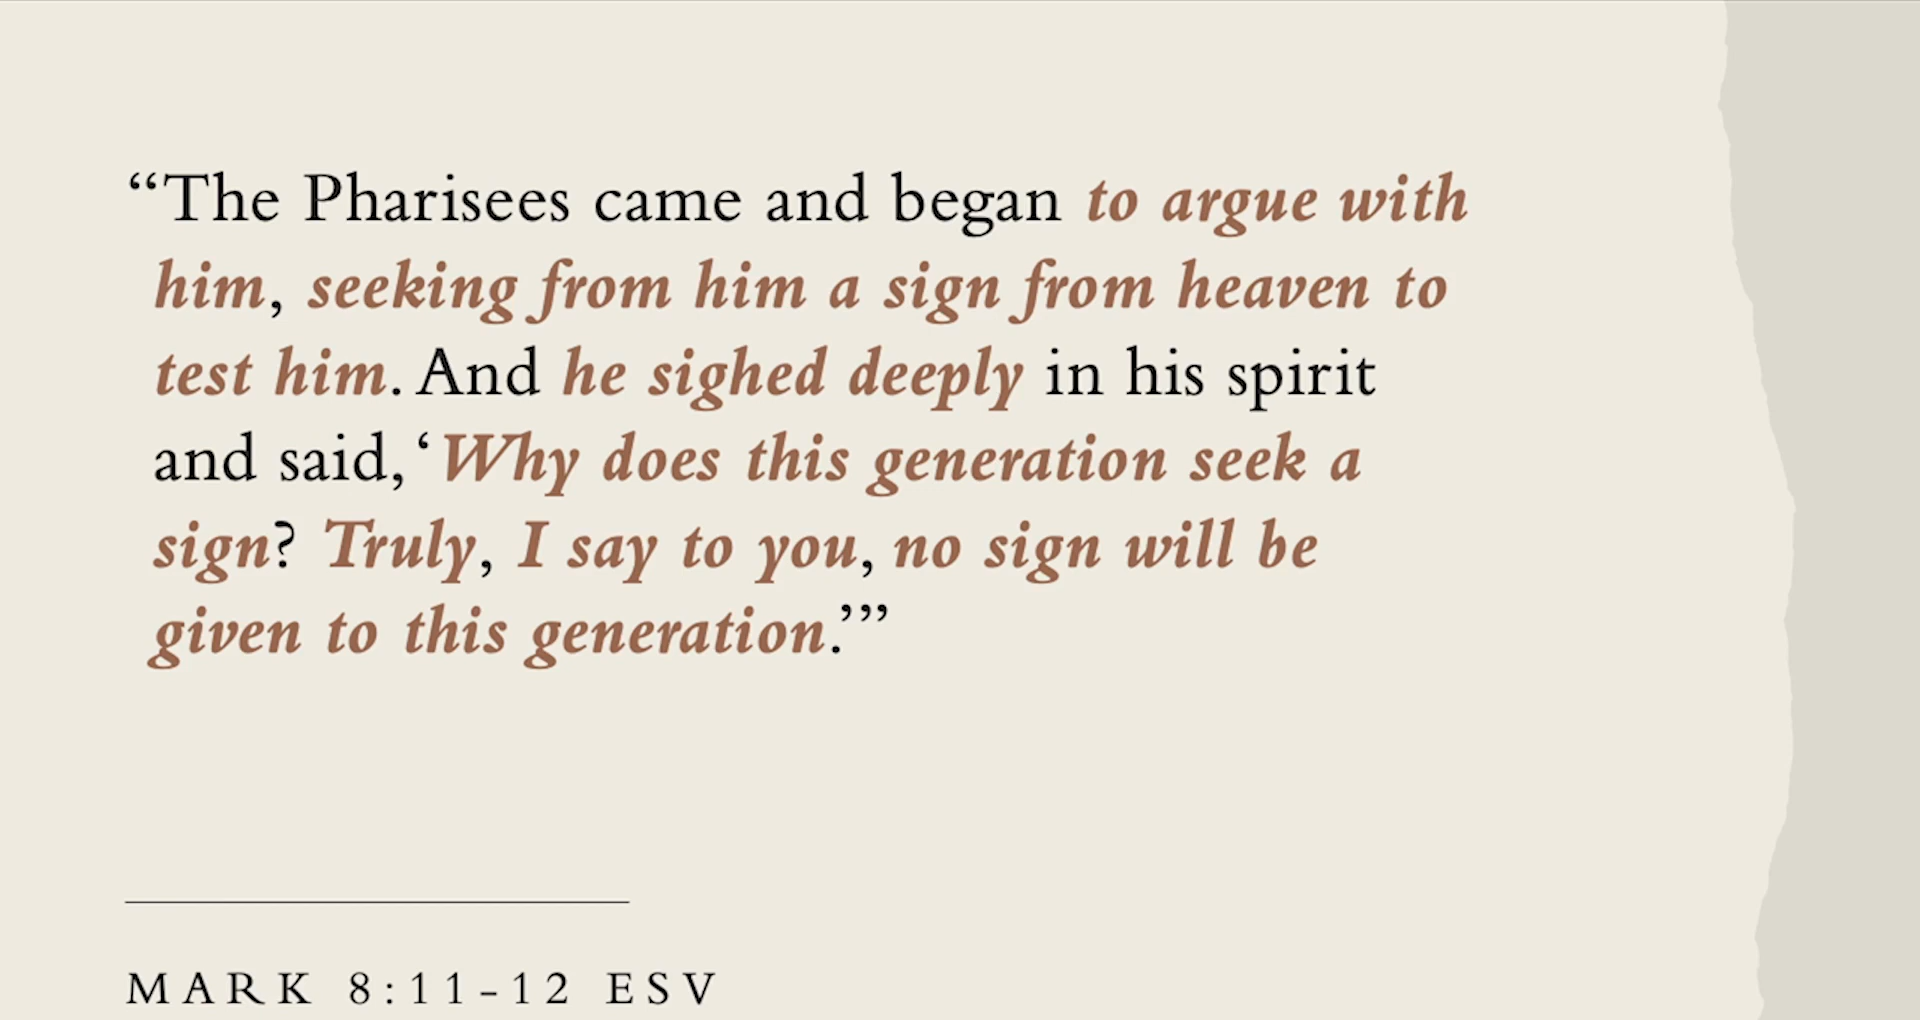 “The Pharisees came and began to argue with
him, seeking from him a sign from heaven to
test him. And he sighed deeply in his spirit
and said, ‘Why does this generation seek a
sign? Truly, I say to you, no sign will be
given to this generation.’”
MARK 8:11-12 ESV